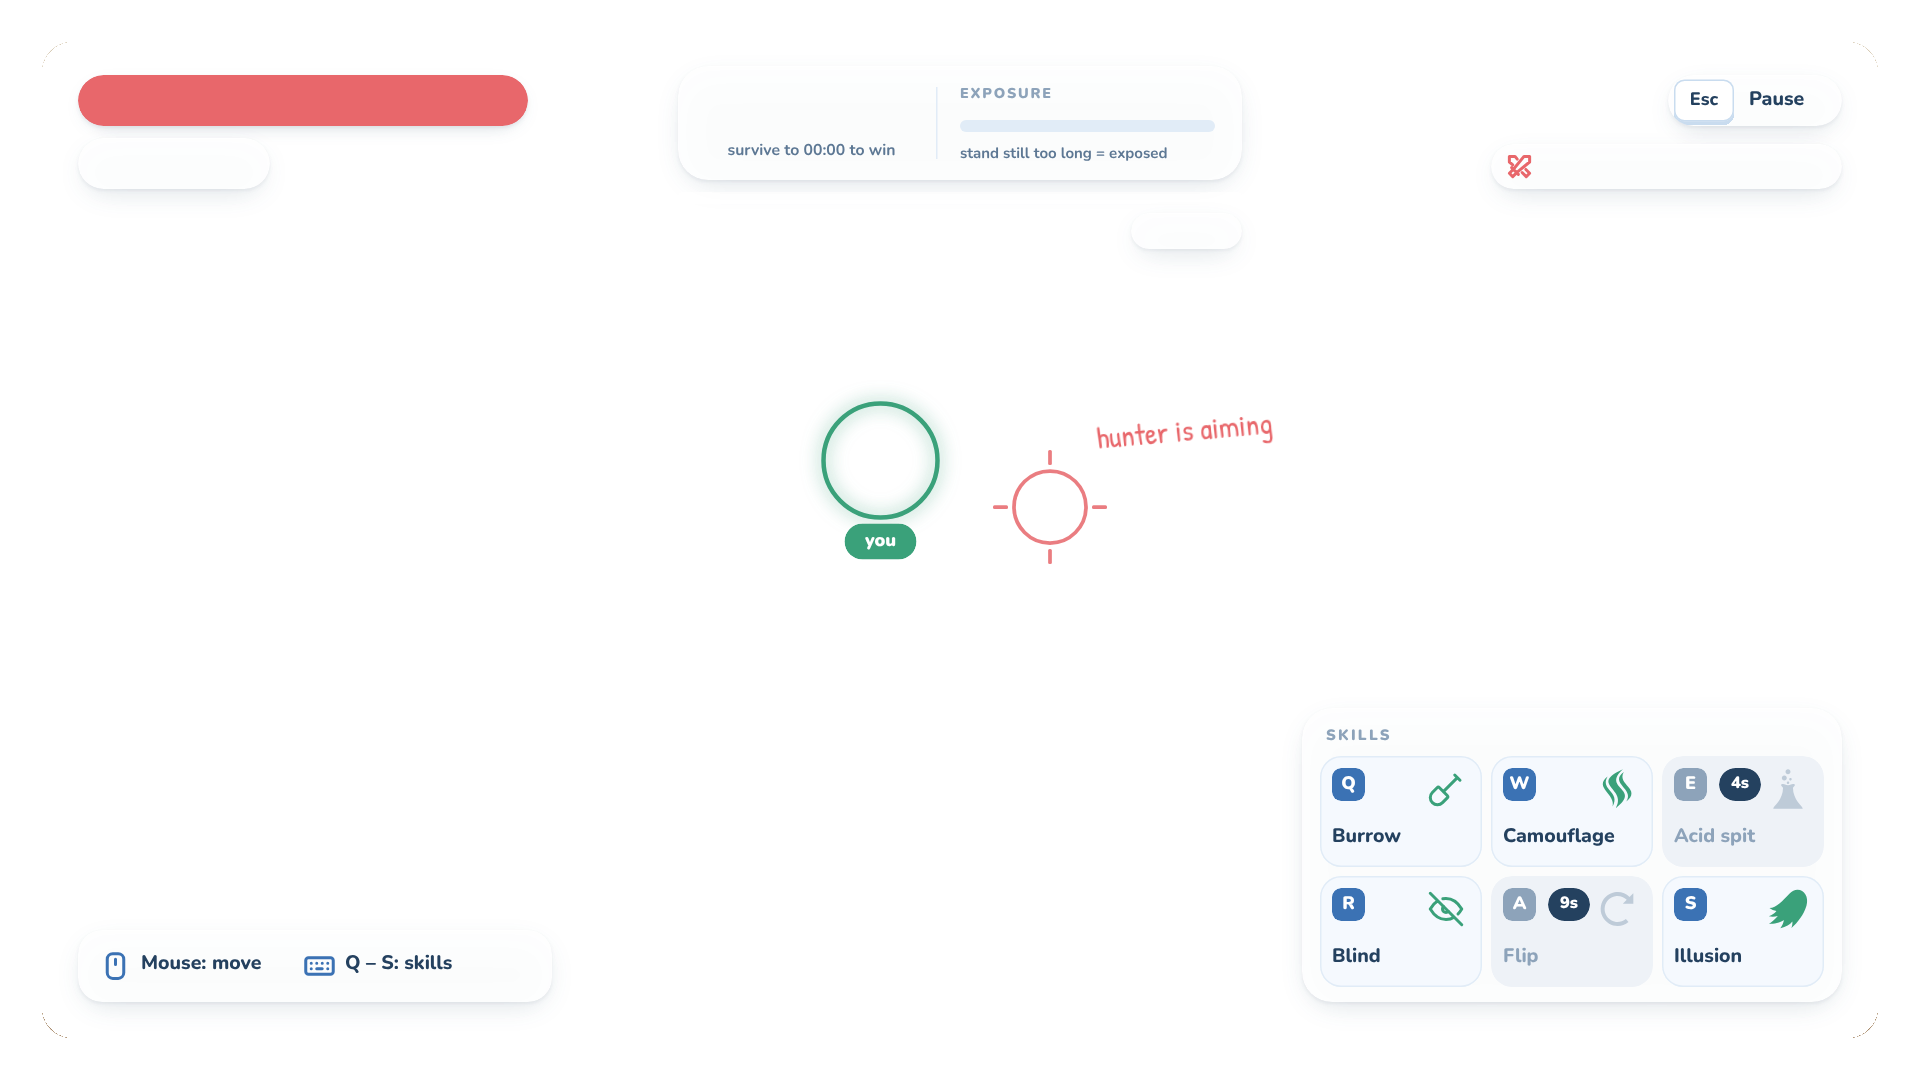 EXPOSURE
survive to 00:00 to win
stand still too long = exposed
Esc
Pause
hunter is aiming
you
SKILLS
Q
Burrow
W
Camouflage
E
4s
Acid spit
R
Blind
A
9s
Flip
S
Illusion
Mouse: move
Q – S: skills